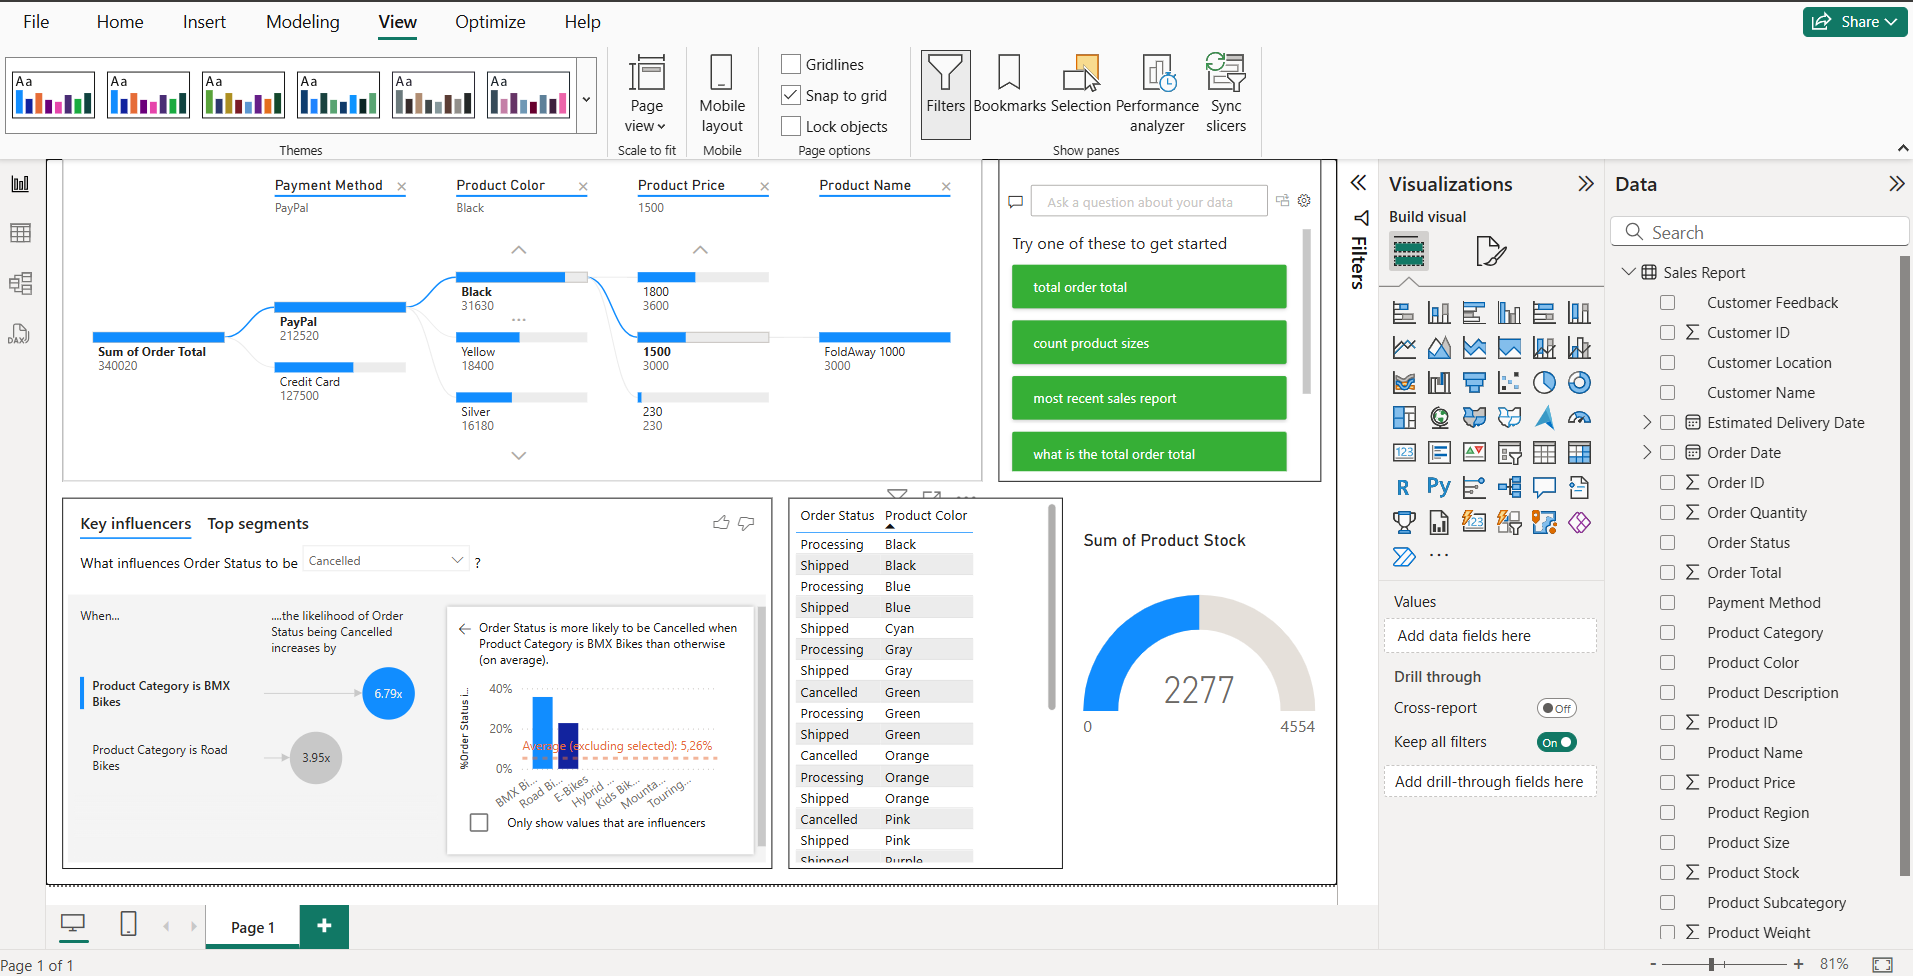 File Home Insert Modeling View Optimize Help Share
Aa Aa Aa Aa Aa Aa
Themes
Page view
Scale to fit
Mobile layout
Mobile
Gridlines
Snap to grid
Lock objects
Page options
Filters Bookmarks Selection Performance analyzer Sync slicers
Show panes
Payment Method
PayPal
Product Color
Black
Product Price
1500
Product Name
Sum of Order Total
340020
PayPal
212520
Credit Card
127500
Black
31630
Yellow
18400
Silver
16180
1800
3600
1500
3000
230
230
FoldAway 1000
3000
Ask a question about your data
Try one of these to get started
total order total
count product sizes
most recent sales report
what is the total order total
Key influencers Top segments
What influences Order Status to be Cancelled ?
When...
....the likelihood of Order
Status being Cancelled
increases by
Product Category is BMX
Bikes
6.79x
Product Category is Road
Bikes
3.95x
Order Status is more likely to be Cancelled when
Product Category is BMX Bikes than otherwise
(on average).
%Order Status i...
40%
20%
0%
Average (excluding selected): 5,26%
BMX Bi...
Road Bi...
E-Bikes
Hybrid ...
Kids Bik...
Mounta...
Touring...
Only show values that are influencers
Order Status Product Color
Processing Black
Shipped Black
Processing Blue
Shipped Blue
Shipped Cyan
Processing Gray
Shipped Gray
Cancelled Green
Processing Green
Shipped Green
Cancelled Orange
Processing Orange
Shipped Orange
Cancelled Pink
Shipped Pink
Shipped Purple
Sum of Product Stock
2277
0
4554
Filters
Visualizations
Build visual
123
R
Py
123
Values
Add data fields here
Drill through
Cross-report Off
Keep all filters On
Add drill-through fields here
Data
Search
Sales Report
Customer Feedback
Customer ID
Customer Location
Customer Name
Estimated Delivery Date
Order Date
Order ID
Order Quantity
Order Status
Order Total
Payment Method
Product Category
Product Color
Product Description
Product ID
Product Name
Product Price
Product Region
Product Size
Product Stock
Product Subcategory
Product Weight
DAX
Page 1
Page 1 of 1
- + 81%